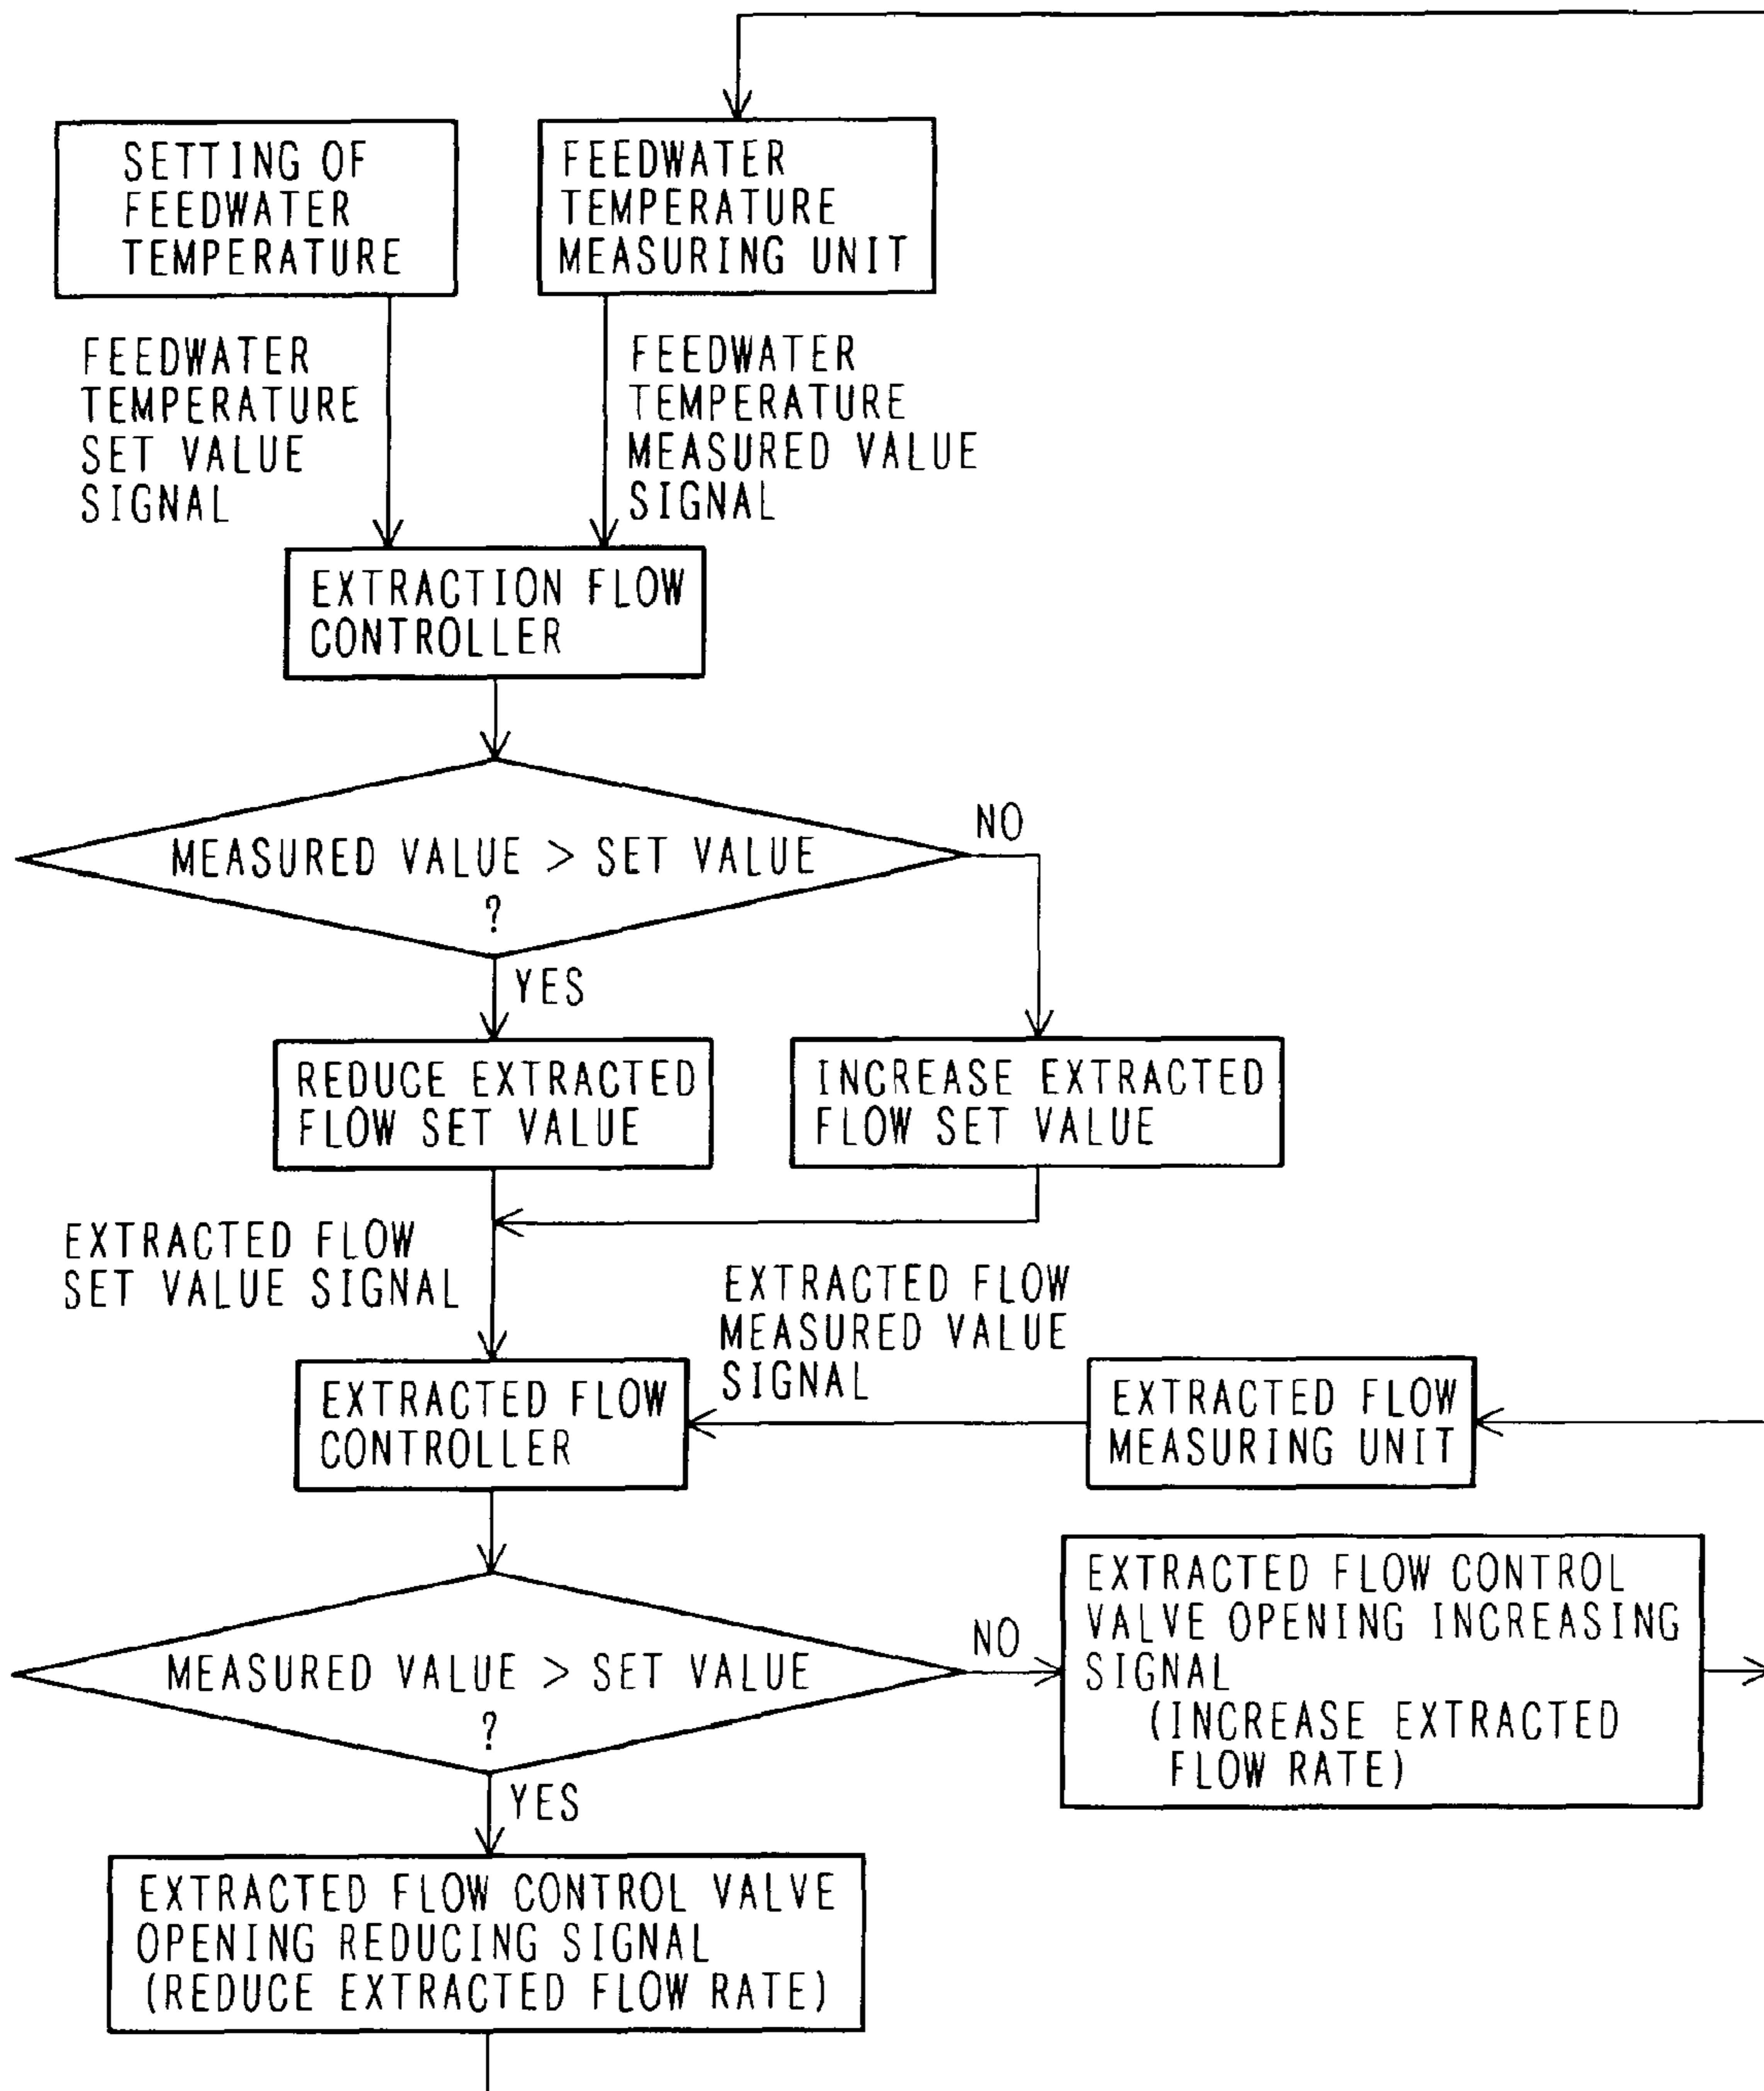 SETTING OF
FEEDWATER
TEMPERATURE
FEEDWATER
TEMPERATURE
MEASURING UNIT
FEEDWATER
TEMPERATURE
SET VALUE
SIGNAL
FEEDWATER
TEMPERATURE
MEASURED VALUE
SIGNAL
EXTRACTION FLOW
CONTROLLER
MEASURED VALUE > SET VALUE
?
NO
YES
REDUCE EXTRACTED
FLOW SET VALUE
INCREASE EXTRACTED
FLOW SET VALUE
EXTRACTED FLOW
SET VALUE SIGNAL
EXTRACTED FLOW
MEASURED VALUE
SIGNAL
EXTRACTED FLOW
CONTROLLER
EXTRACTED FLOW
MEASURING UNIT
MEASURED VALUE > SET VALUE
?
NO
EXTRACTED FLOW CONTROL
VALVE OPENING INCREASING
SIGNAL
(INCREASE EXTRACTED
FLOW RATE)
YES
EXTRACTED FLOW CONTROL VALVE
OPENING REDUCING SIGNAL
(REDUCE EXTRACTED FLOW RATE)